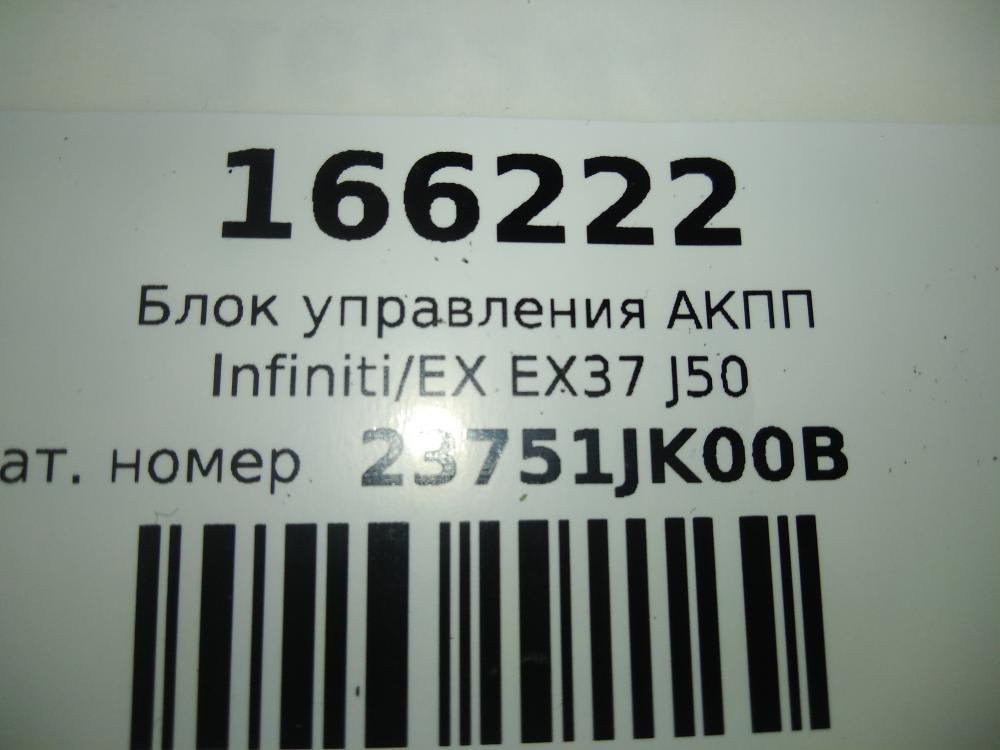 166222
Блок управления АКПП
Infiniti/EX EX37 J50
ат. номер 23751JK00B